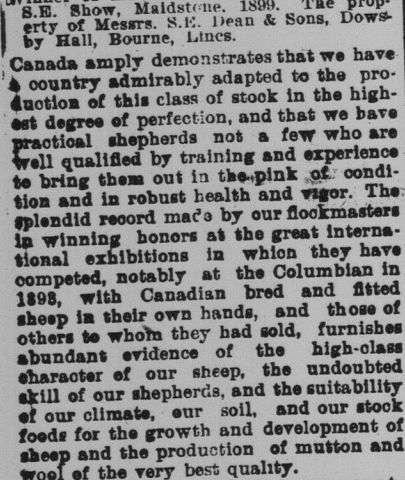 S.E. Show, Maidstone, 1899. The prop-
erty of Messrs. S.E. Dean & Sons, Dows-
by Hall, Bourne, Lincs.
Canada amply demonstrates that we have
a country admirably adapted to the pro-
duction of this class of stock in the high-
est degree of perfection, and that we have
practical shepherds not a few who are
well qualified by training and experience
to bring them out in the pink of condi-
tion and in robust health and vigor. The
splendid record made by our flockmasters
in winning honors at the great interna-
tional exhibitions in which they have
competed, notably at the Columbian in
1893, with Canadian bred and fitted
sheep in their own hands, and those of
others to whom they had sold, furnishes
abundant evidence of the high-class
character of our sheep, the undoubted
skill of our shepherds, and the suitability
of our climate, our soil, and our stock
foods for the growth and development of
sheep and the production of mutton and
wool of the very best quality.